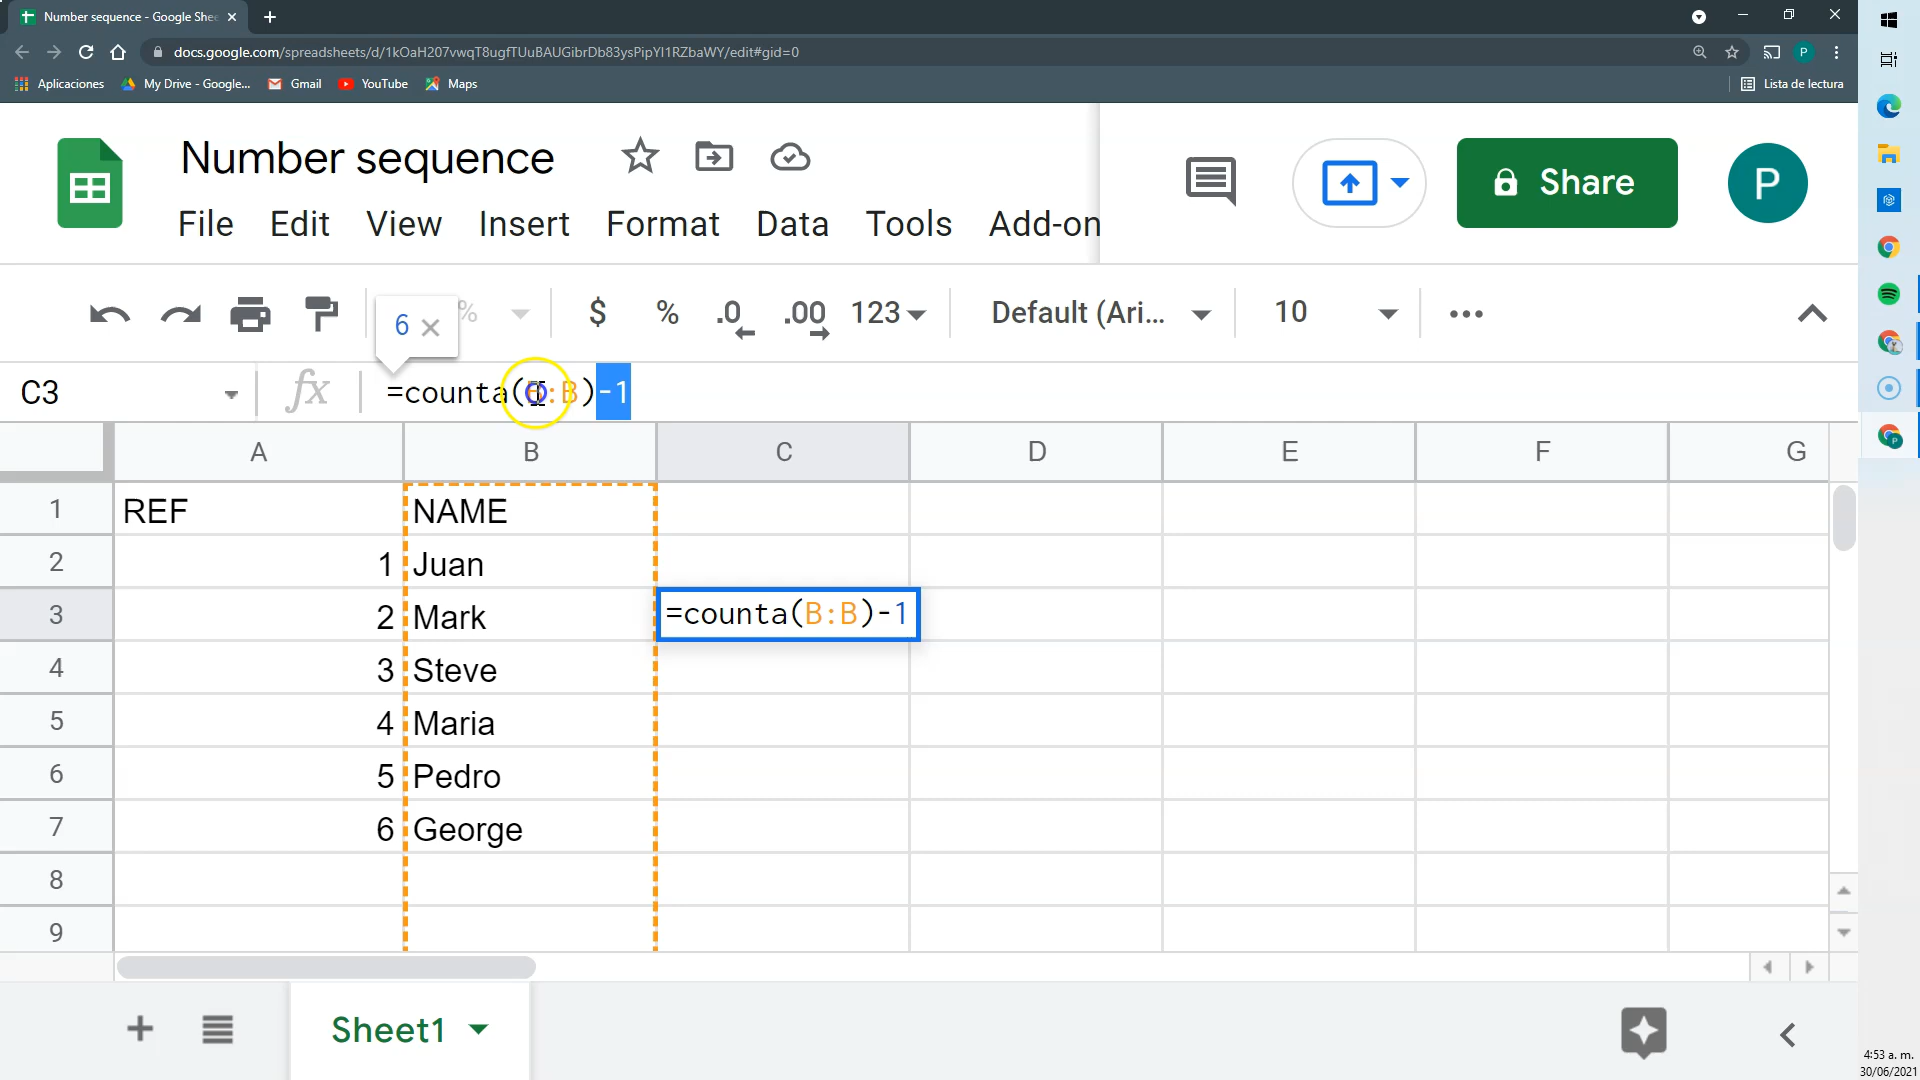 Number sequence - Google Shee
docs.google.com/spreadsheets/d/1kOaH207vwqT8ugfTUuBAUGibrDb83ysPipYI1RZbaWY/edit#gid=0
P
Aplicaciones My Drive - Google... Gmail YouTube Maps Lista de lectura
Number sequence
File Edit View Insert Format Data Tools Add-on
Share
P
6 % $ % .0 .00 123 Default (Ari... 10
C3 fx =counta(B:B)-1
A B C D E F G
1 REF NAME
2 1 Juan
3 2 Mark =counta(B:B)-1
4 3 Steve
5 4 Maria
6 5 Pedro
7 6 George
8
9
Sheet1
4:53 a. m.
30/06/2021